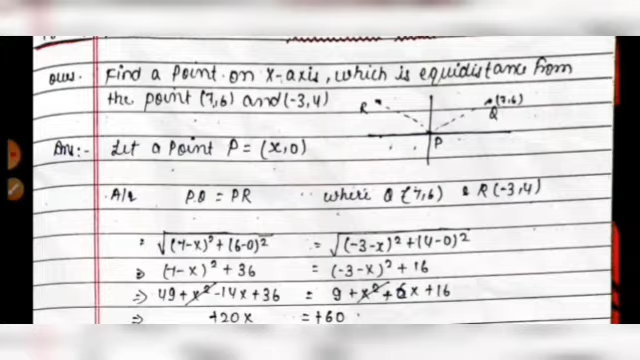 Ques. Find a point on x-axis, which is equidistance from
the point (7,6) and (-3,4)
R (7,6)
Q
P
Ans:- Let a point P = (x,0)
A/q PQ = PR where Q (7,6) & R (-3,4)
= √(7-x)² + (6-0)² = √(-3-x)² + (4-0)²
⇒ (7-x)² + 36 = (-3-x)² + 16
⇒ 49 + x² - 14x + 36 = 9 + x² + 6x + 16
⇒ +20x = +60